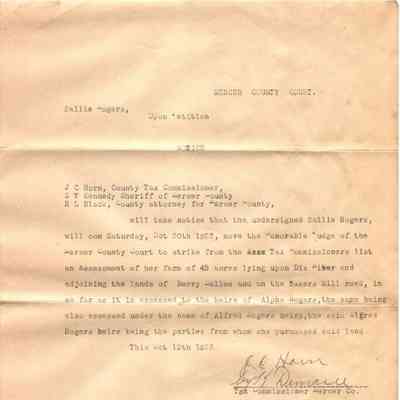 MERCER COUNTY COURT.
Sallie Rogers,
Upon Petition
NOTICE
J C Horn, County Tax Commissioner,
S T Kennedy Sheriff of Mercer County
R L Black, County attorney for Mercer County,
will take notice that the undersigned Sallie Rogers,
will oom Saturday, Oct 20th move the Honorable Judge of the
Mercer County Court to strike from the Tax Commissioners list
an Assessment of her farm of 45 acres lying upon Dix River and
adjoining the lands of Berry and on the Mill road, in
so far as it is assessed to the heirs of Alpha Rogers, the same being
also assessed under the name of Alfred Rogers heirs, the said
Rogers heirs being the parties from whom she purchased said land.
This Oct 12th
J C Horn
Tax Commissioner Mercer Co.